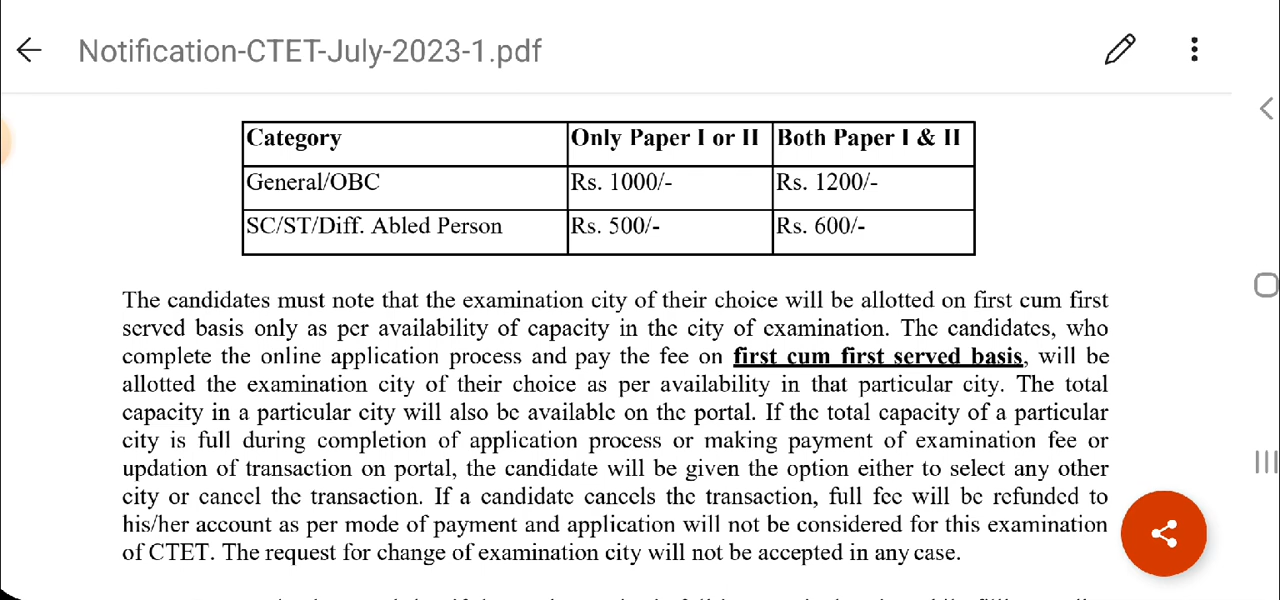 Notification-CTET-July-2023-1.pdf
Category Only Paper I or II Both Paper I & II
General/OBC Rs. 1000/- Rs. 1200/-
SC/ST/Diff. Abled Person Rs. 500/- Rs. 600/-
The candidates must note that the examination city of their choice will be allotted on first cum first
served basis only as per availability of capacity in the city of examination. The candidates, who
complete the online application process and pay the fee on first cum first served basis, will be
allotted the examination city of their choice as per availability in that particular city. The total
capacity in a particular city will also be available on the portal. If the total capacity of a particular
city is full during completion of application process or making payment of examination fee or
updation of transaction on portal, the candidate will be given the option either to select any other
city or cancel the transaction. If a candidate cancels the transaction, full fee will be refunded to
his/her account as per mode of payment and application will not be considered for this examination
of CTET. The request for change of examination city will not be accepted in any case.